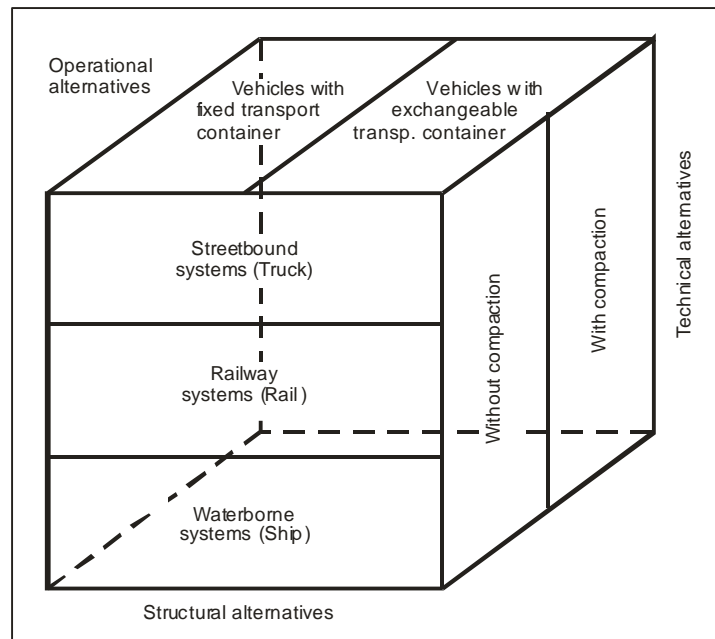 Operational
alternatives
Vehicles with
fixed transport
container
Vehicles with
exchangeable
transp. container
Streetbound
systems (Truck)
Railway
systems (Rail)
Waterborne
systems (Ship)
Without compaction
With compaction
Technical alternatives
Structural alternatives